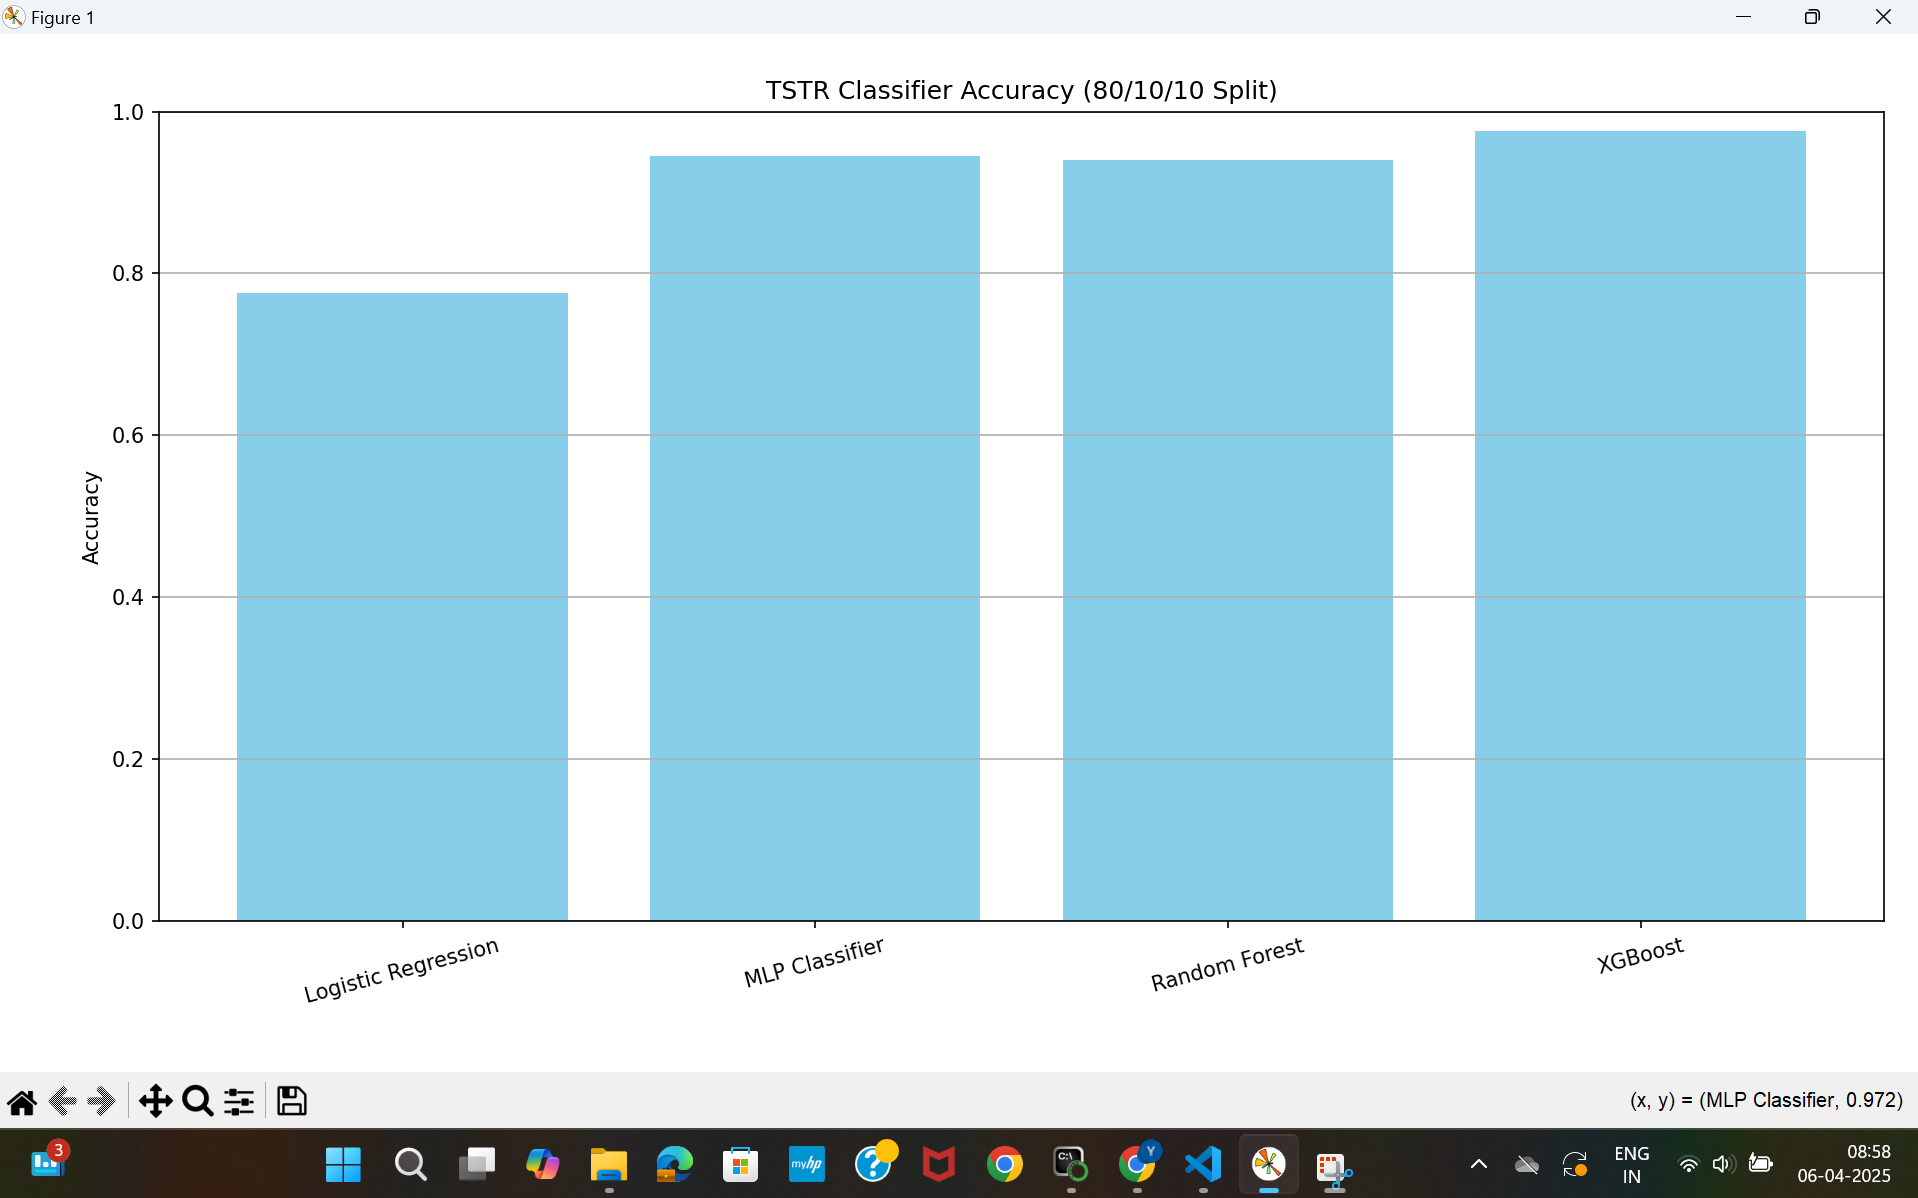 Figure 1
TSTR Classifier Accuracy (80/10/10 Split)
1.0
0.8
0.6
0.4
0.2
0.0
Accuracy
Logistic Regression
MLP Classifier
Random Forest
XGBoost
(x, y) = (MLP Classifier, 0.972)
3
myhp
?
C:\
Y
ENG
IN
08:58
06-04-2025